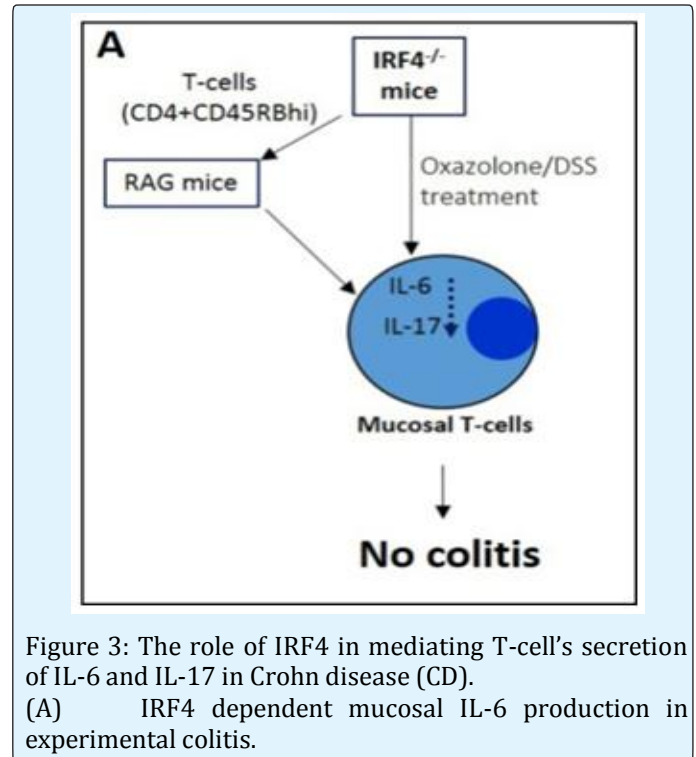 A
IRF4-/-
mice
T-cells
(CD4+CD45RBhi)
RAG mice
Oxazolone/DSS
treatment
IL-6
IL-17
Mucosal T-cells
No colitis
Figure 3: The role of IRF4 in mediating T-cell’s secretion
of IL-6 and IL-17 in Crohn disease (CD).
(A) IRF4 dependent mucosal IL-6 production in
experimental colitis.